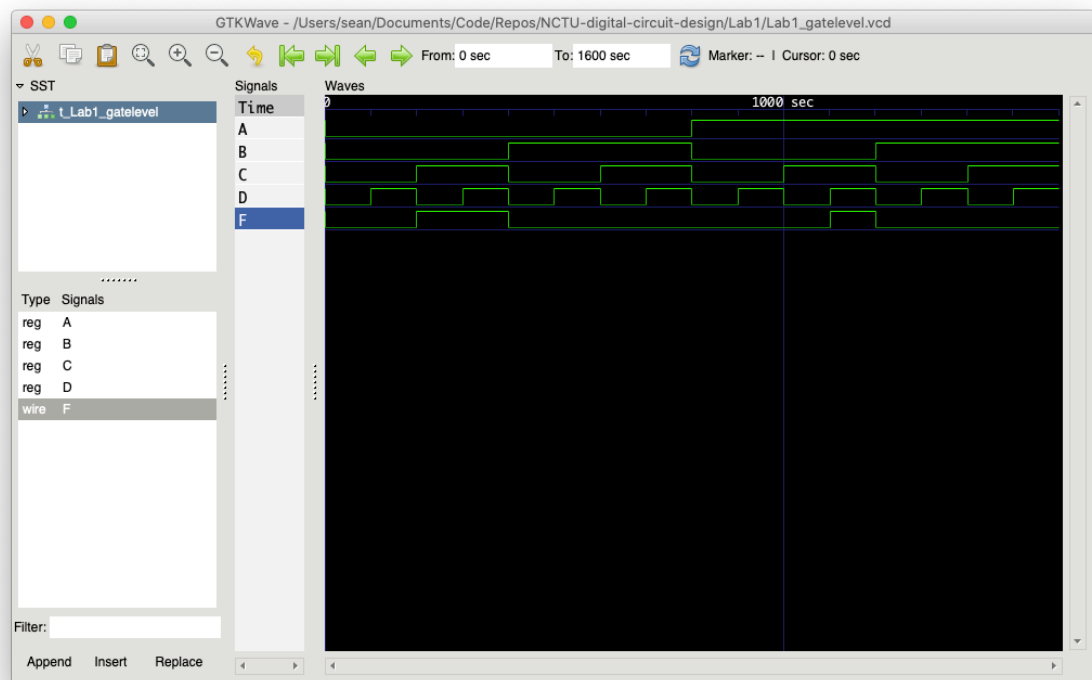 GTKWave - /Users/sean/Documents/Code/Repos/NCTU-digital-circuit-design/Lab1/Lab1_gatelevel.vcd
From: 0 sec To: 1600 sec Marker: -- | Cursor: 0 sec
SST
t_Lab1_gatelevel
Type Signals
reg A
reg B
reg C
reg D
wire F
Filter:
Append Insert Replace
Signals
Time
A
B
C
D
F
Waves
0 1000 sec